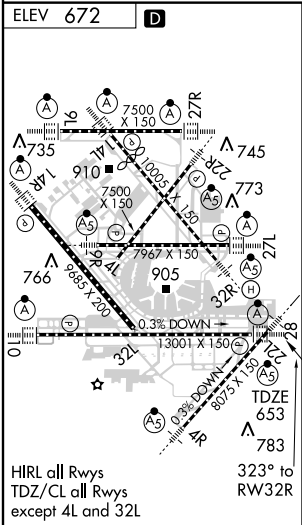 ELEV 672
D
A
A
A
7500
X 150
27R
9L
735
14L
A
14R
910
10005 X 150
22R
745
P
P
7500
X 150
773
A5
P
P
A5
9R
4L
7967 X 150
27L
A5
766
905
32R
H
A
9685 X 200
A
P
0.3% DOWN
10
32L
13001 X 150
P
28
22L
A5
TDZE
653
0.3% DOWN
8075 X 150
A5
4R
783
HIRL all Rwys
TDZ/CL all Rwys
except 4L and 32L
323° to
RW32R